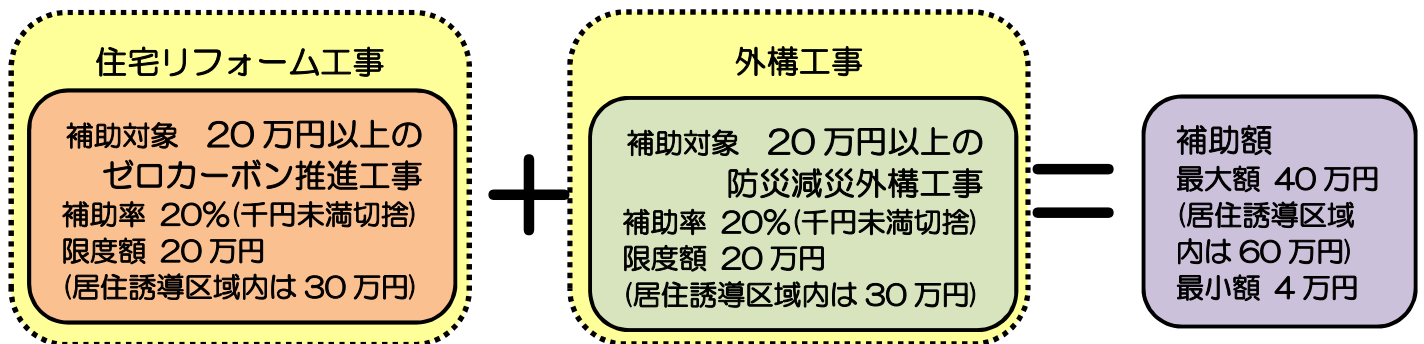 住宅リフォーム工事
補助対象 20万円以上の
ゼロカーボン推進工事
補助率 20%(千円未満切捨)
限度額 20万円
(居住誘導区域内は30万円)
+
外構工事
補助対象 20万円以上の
防災減災外構工事
補助率 20%(千円未満切捨)
限度額 20万円
(居住誘導区域内は30万円)
=
補助額
最大額 40万円
(居住誘導区域
内は60万円)
最小額 4万円